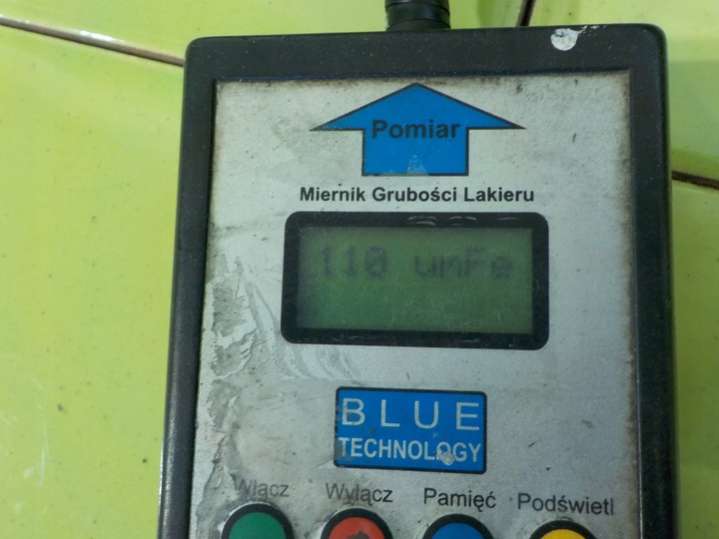 Pomiar
Miernik Grubości Lakieru
110 umFe
BLUE
TECHNOLOGY
Włącz Wyłącz Pamięć Podświetl